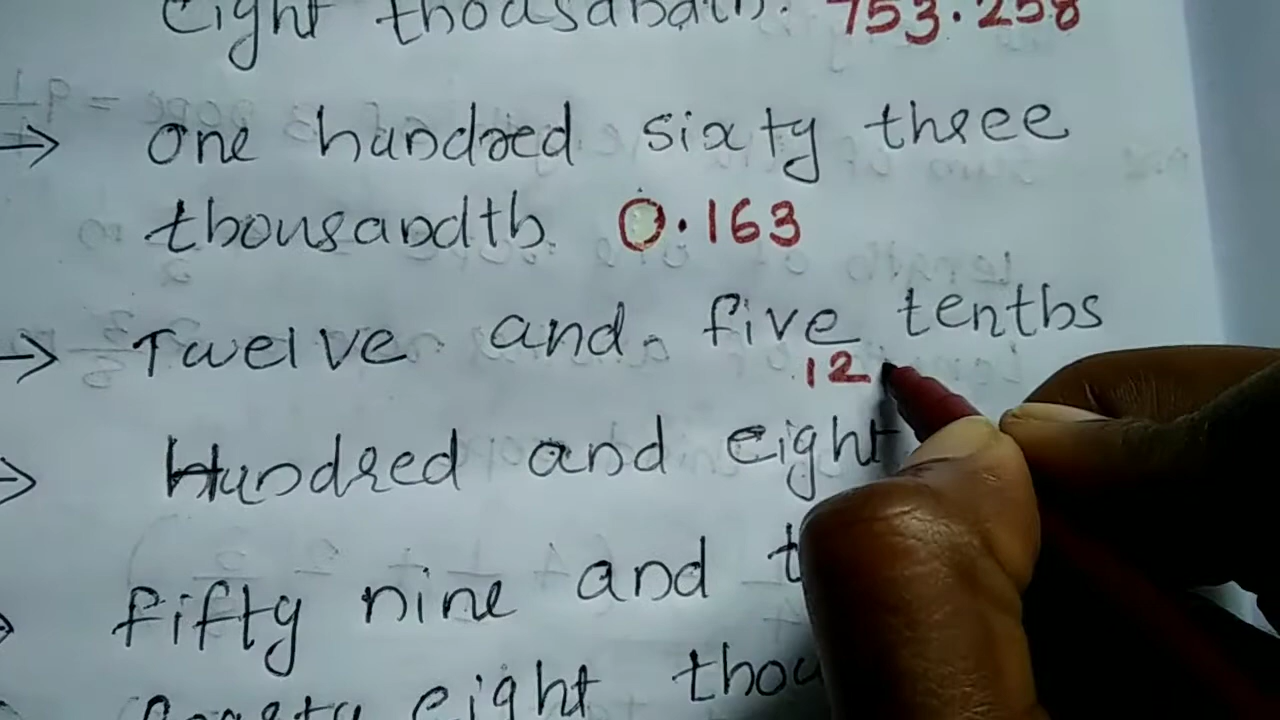 Eight thousandth. 753.258
→ One hundred sixty three
thousandth. 0.163
→ Twelve and five tenths
12
→ Hundred and eight
Fifty nine and
eight thou